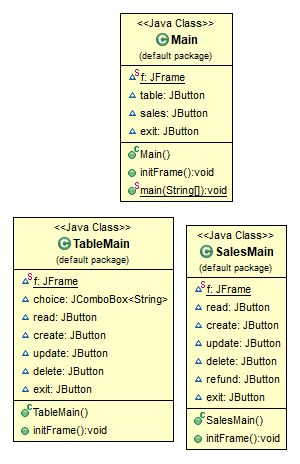 <<Java Class>>
Main
(default package)
f: JFrame
table: JButton
sales: JButton
exit: JButton
Main()
initFrame():void
main(String[]):void
<<Java Class>>
TableMain
(default package)
f: JFrame
choice: JComboBox<String>
read: JButton
create: JButton
update: JButton
delete: JButton
exit: JButton
TableMain()
initFrame():void
<<Java Class>>
SalesMain
(default package)
f: JFrame
read: JButton
create: JButton
update: JButton
delete: JButton
refund: JButton
exit: JButton
SalesMain()
initFrame():void